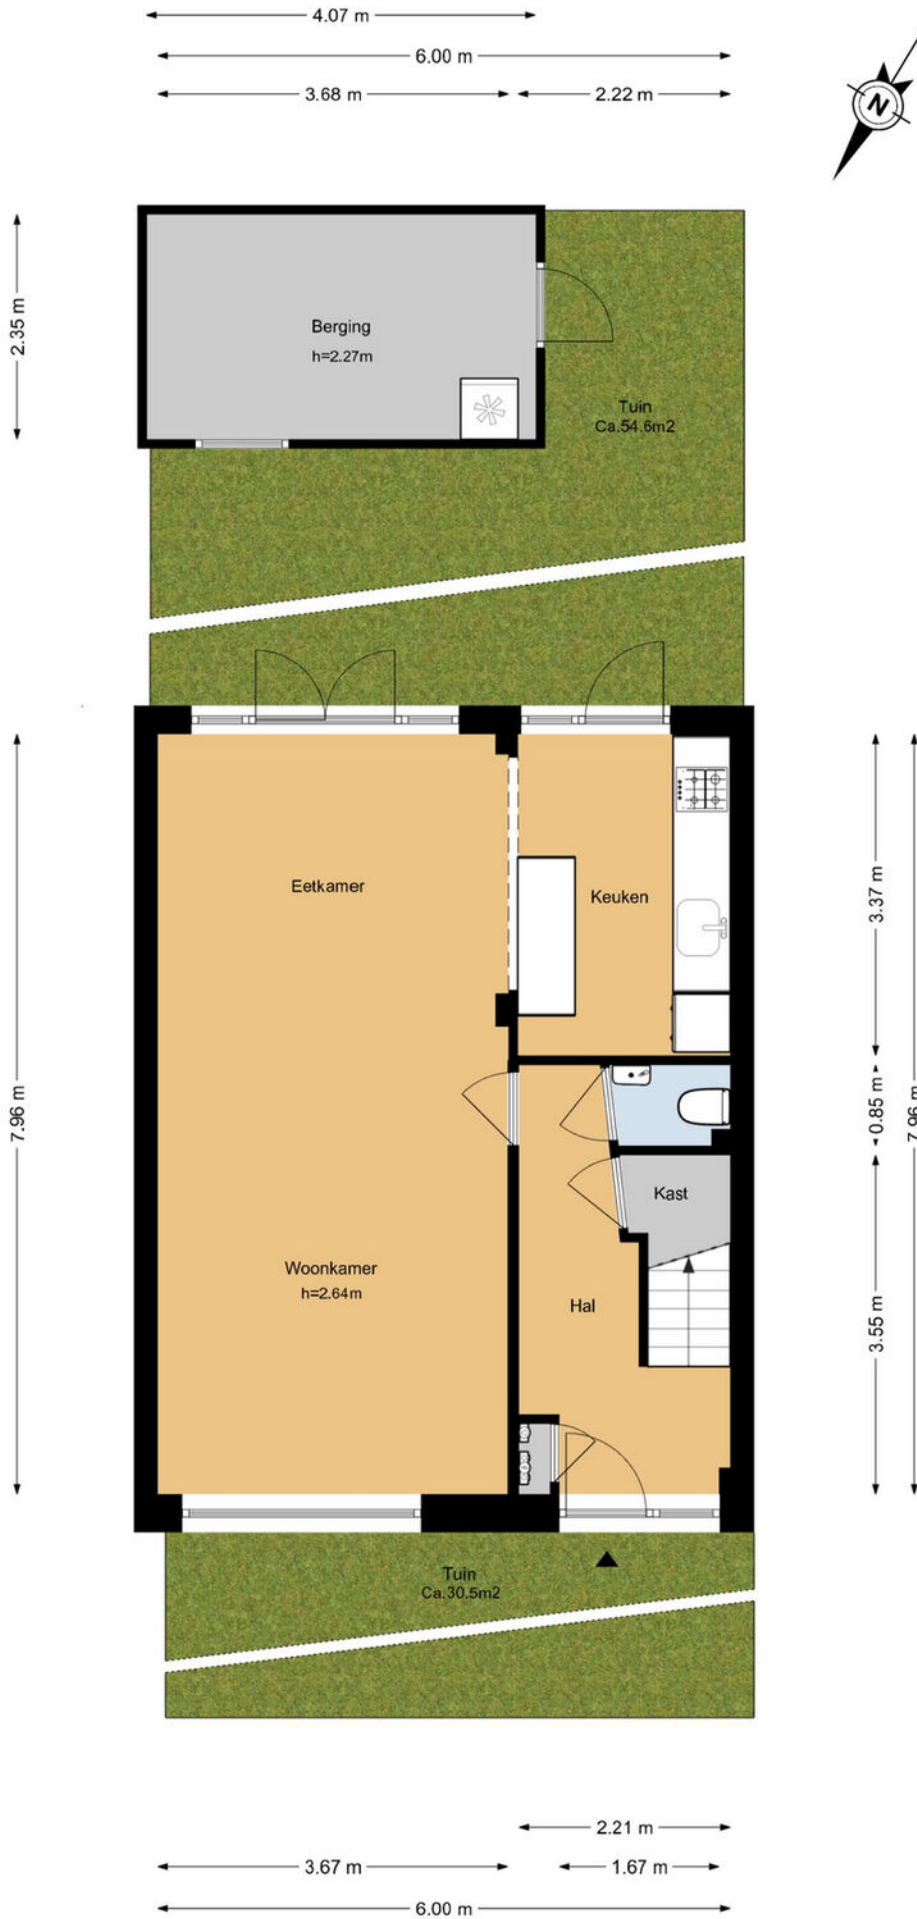 4.07 m
6.00 m
3.68 m
2.22 m
N
2.35 m
Berging
h=2.27m
Tuin
Ca.54.6m2
Eetkamer
Keuken
3.37 m
7.96 m
0.85 m
7.96 m
Kast
Woonkamer
h=2.64m
Hal
3.55 m
Tuin
Ca.30.5m2
2.21 m
3.67 m
1.67 m
6.00 m